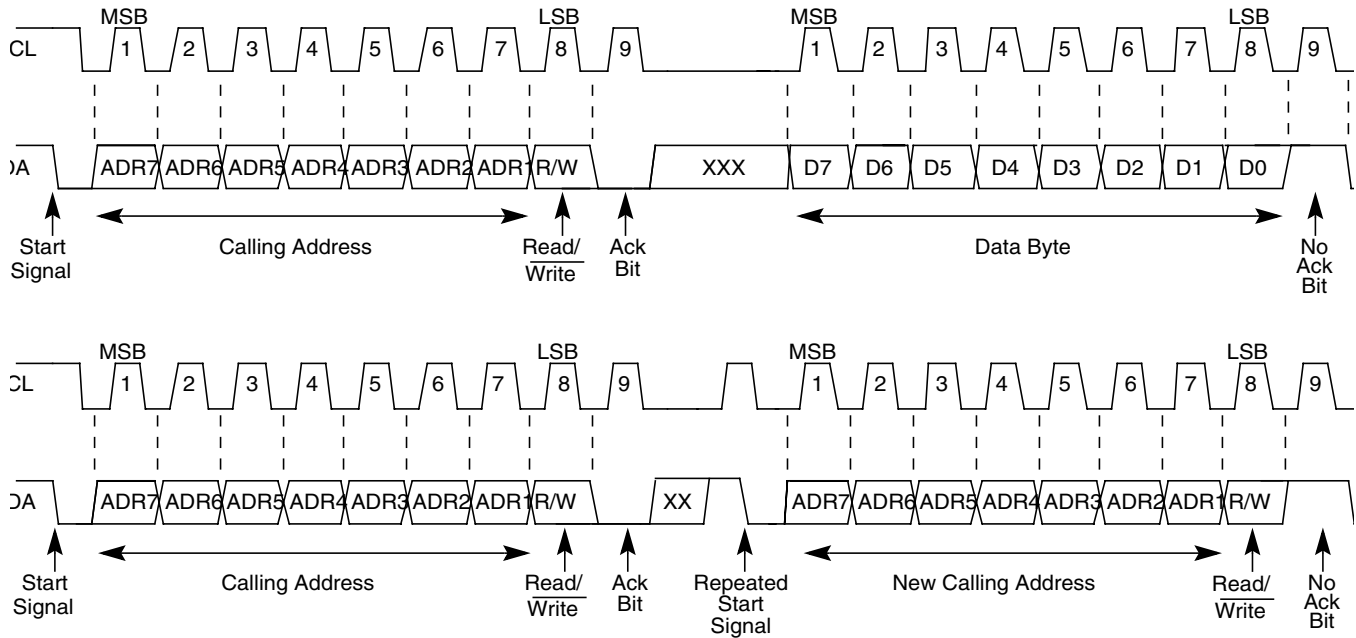 MSB LSB MSB LSB
CL 1 2 3 4 5 6 7 8 9 1 2 3 4 5 6 7 8 9
DA ADR7 ADR6 ADR5 ADR4 ADR3 ADR2 ADR1 R/W XXX D7 D6 D5 D4 D3 D2 D1 D0
Start Signal Calling Address Read/Write Ack Bit Data Byte No Ack Bit
MSB LSB MSB LSB
CL 1 2 3 4 5 6 7 8 9 1 2 3 4 5 6 7 8 9
DA ADR7 ADR6 ADR5 ADR4 ADR3 ADR2 ADR1 R/W XX ADR7 ADR6 ADR5 ADR4 ADR3 ADR2 ADR1 R/W
Start Signal Calling Address Read/Write Ack Bit Repeated Start Signal New Calling Address Read/Write No Ack Bit